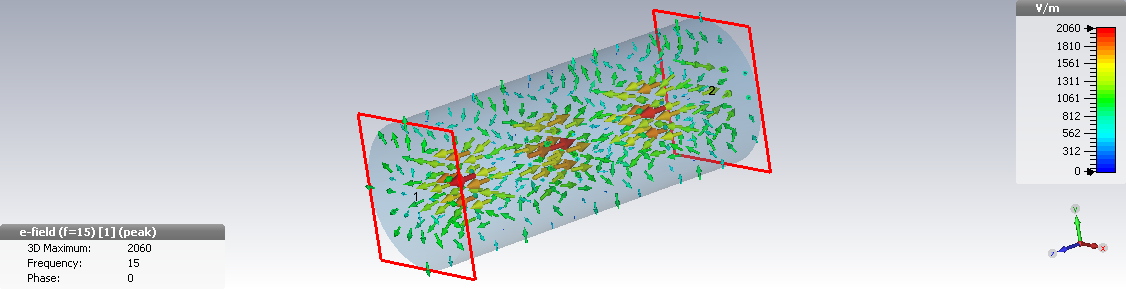 V/m
2060
1810
1561
1311
1061
812
562
312
0
2
1
e-field (f=15) [1] (peak)
3D Maximum: 2060
Frequency: 15
Phase: 0
y
z
x